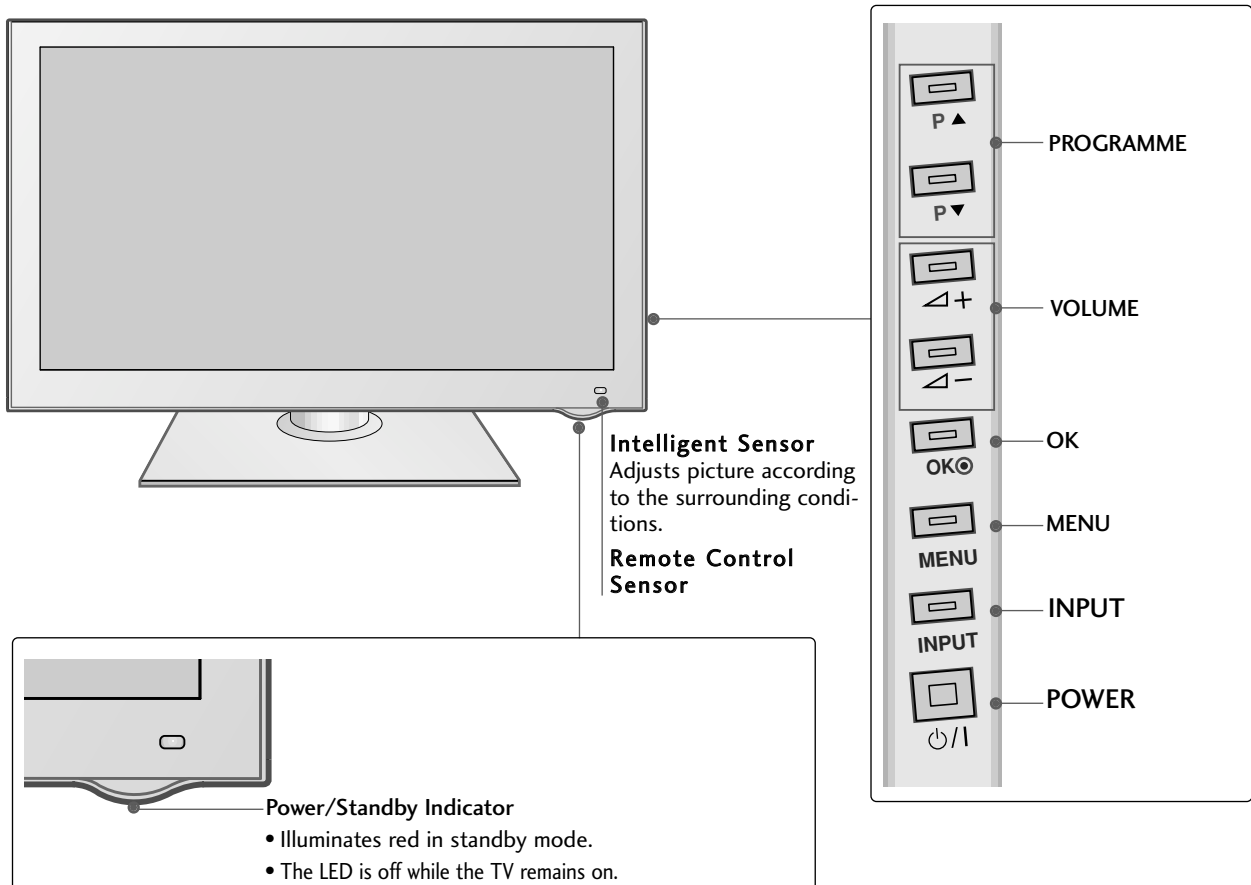 P ▲
PROGRAMME
P ▼
+
VOLUME
-
OK
OK◉
MENU
MENU
INPUT
INPUT
POWER
⏻/I
Intelligent Sensor
Adjusts picture according
to the surrounding condi-
tions.
Remote Control
Sensor
Power/Standby Indicator
• Illuminates red in standby mode.
• The LED is off while the TV remains on.